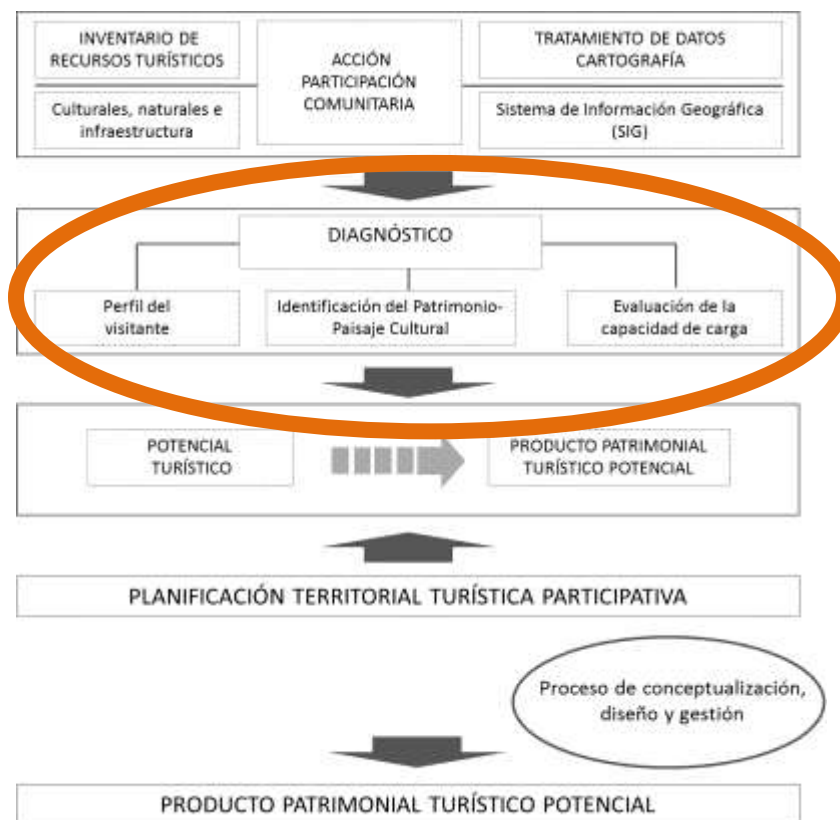 INVENTARIO DE
RECURSOS TURÍSTICOS
Culturales, naturales e
infraestructura
ACCIÓN
PARTICIPACIÓN
COMUNITARIA
TRATAMIENTO DE DATOS
CARTOGRAFÍA
Sistema de Información Geográfica
(SIG)
DIAGNÓSTICO
Perfil del
visitante
Identificación del Patrimonio-
Paisaje Cultural
Evaluación de la
capacidad de carga
POTENCIAL
TURÍSTICO
PRODUCTO PATRIMONIAL
TURÍSTICO POTENCIAL
PLANIFICACIÓN TERRITORIAL TURÍSTICA PARTICIPATIVA
Proceso de conceptualización,
diseño y gestión
PRODUCTO PATRIMONIAL TURÍSTICO POTENCIAL